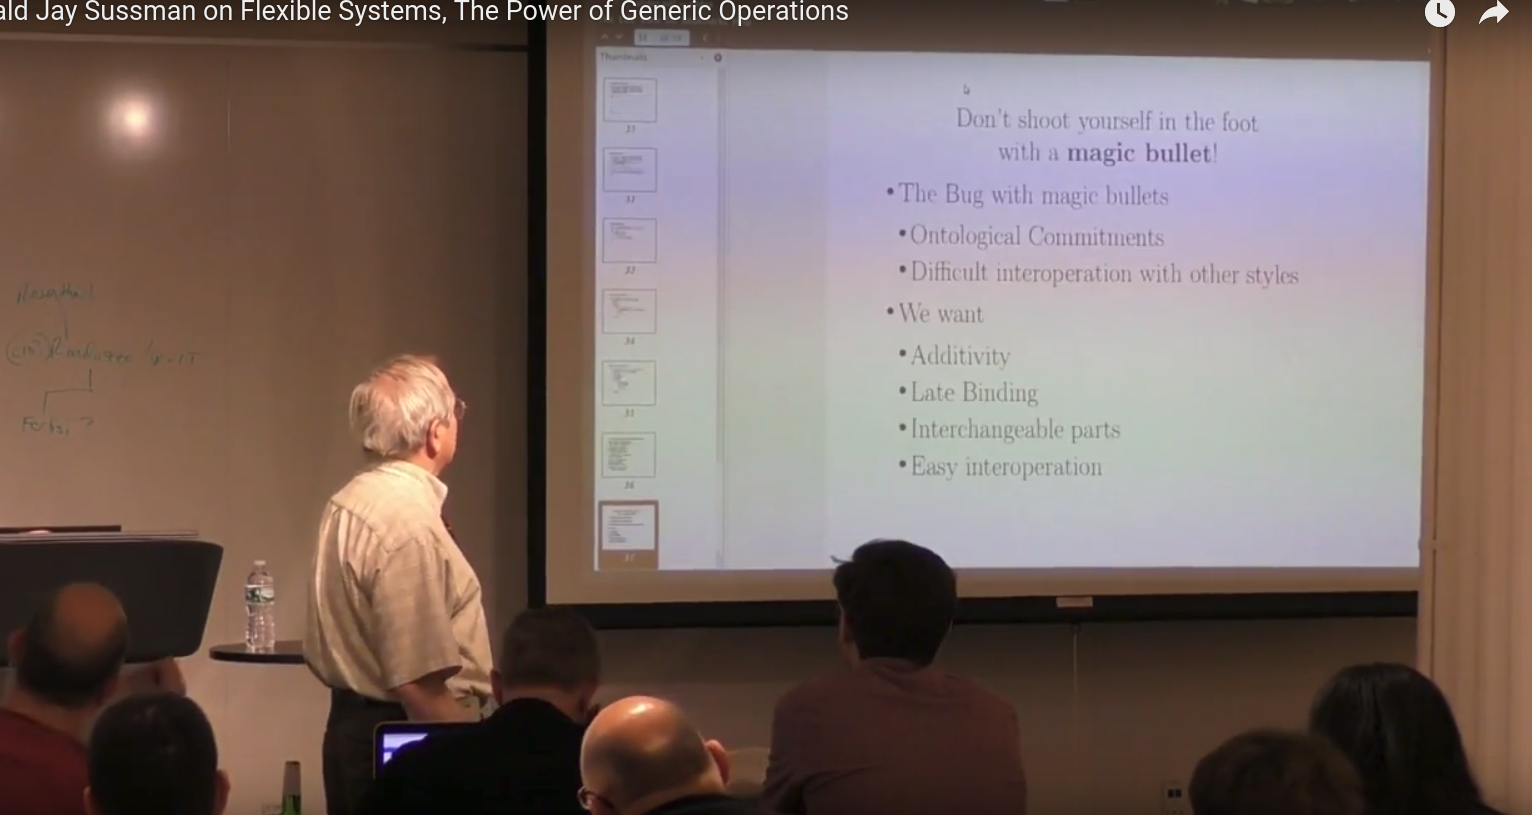 ald Jay Sussman on Flexible Systems, The Power of Generic Operations
Thumbnails
Don't shoot yourself in the foot
with a magic bullet!
• The Bug with magic bullets
• Ontological Commitments
• Difficult interoperation with other styles
• We want
• Additivity
• Late Binding
• Interchangeable parts
• Easy interoperation